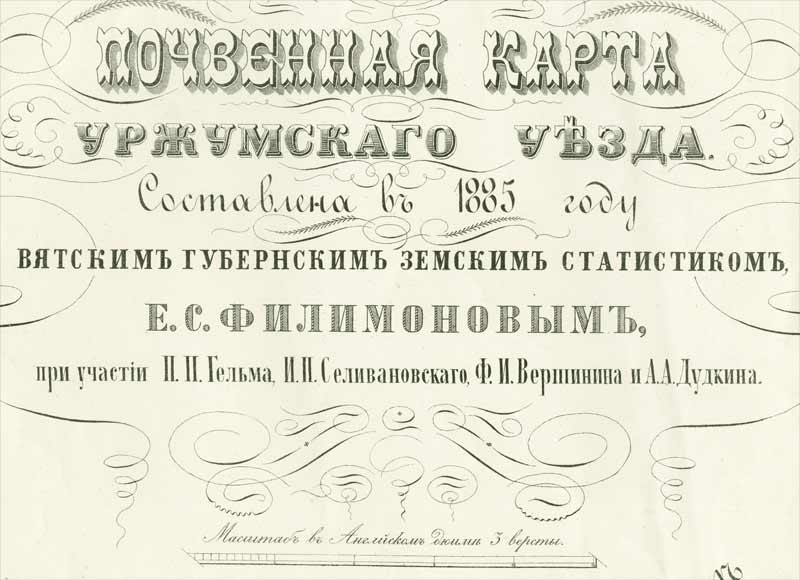 ПОЧВЕННАЯ КАРТА
УРЖУМСКАГО УѢЗДА.
Составлена въ 1885 году
ВЯТСКИМЪ ГУБЕРНСКИМЪ ЗЕМСКИМЪ СТАТИСТИКОМЪ,
Е. С. ФИЛИМОНОВЫМЪ,
при участіи П. П. Гельма, И. П. Селивановскаго, Ф. И. Вершинина и А. А. Дудкина.
Масштабъ въ Англійскомъ дюймѣ 3 версты.